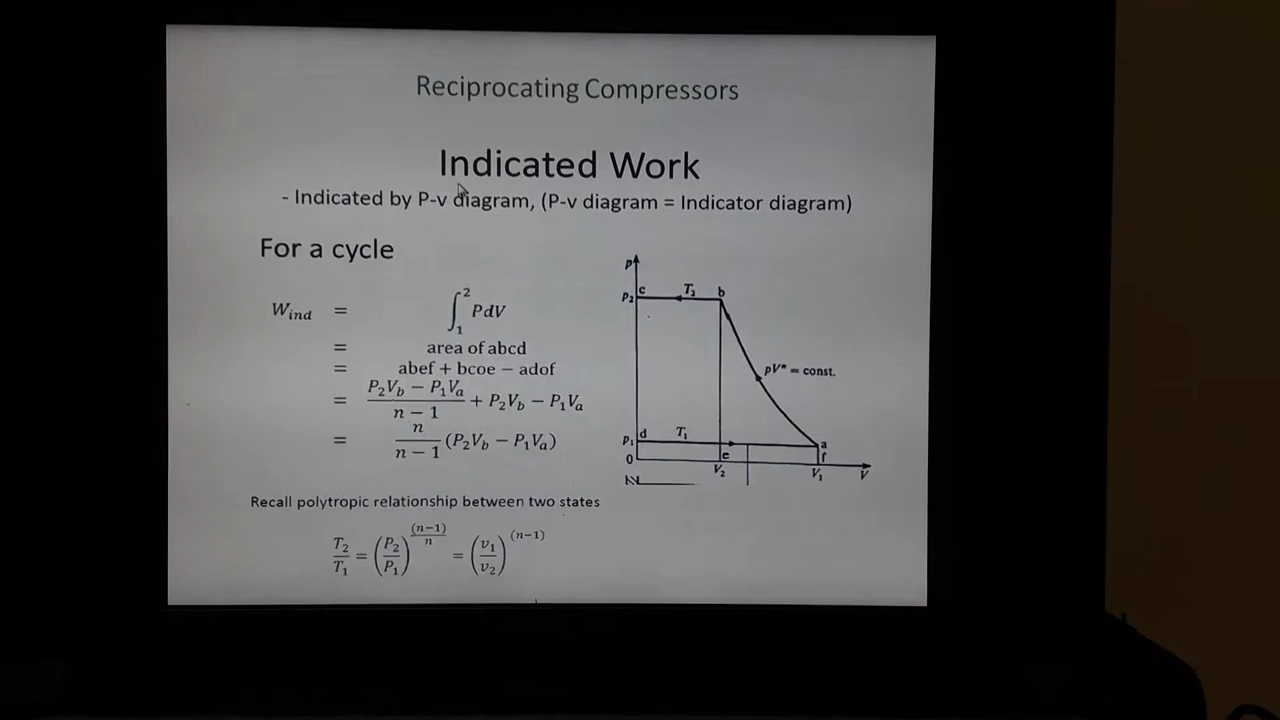 Reciprocating Compressors
Indicated Work
- Indicated by P-v diagram, (P-v diagram = Indicator diagram)
For a cycle
W_ind = ∫₁² PdV
= area of abcd
= abef + bcoe − adof
= (P₂V_b − P₁V_a)/(n − 1) + P₂V_b − P₁V_a
= n/(n − 1) (P₂V_b − P₁V_a)
Recall polytropic relationship between two states
T₂/T₁ = (P₂/P₁)^((n−1)/n) = (v₁/v₂)^(n−1)
p
p₂ c T₂ b
pVⁿ = const.
p₁ d T₁ a
0 e f
V₂ V₁ V